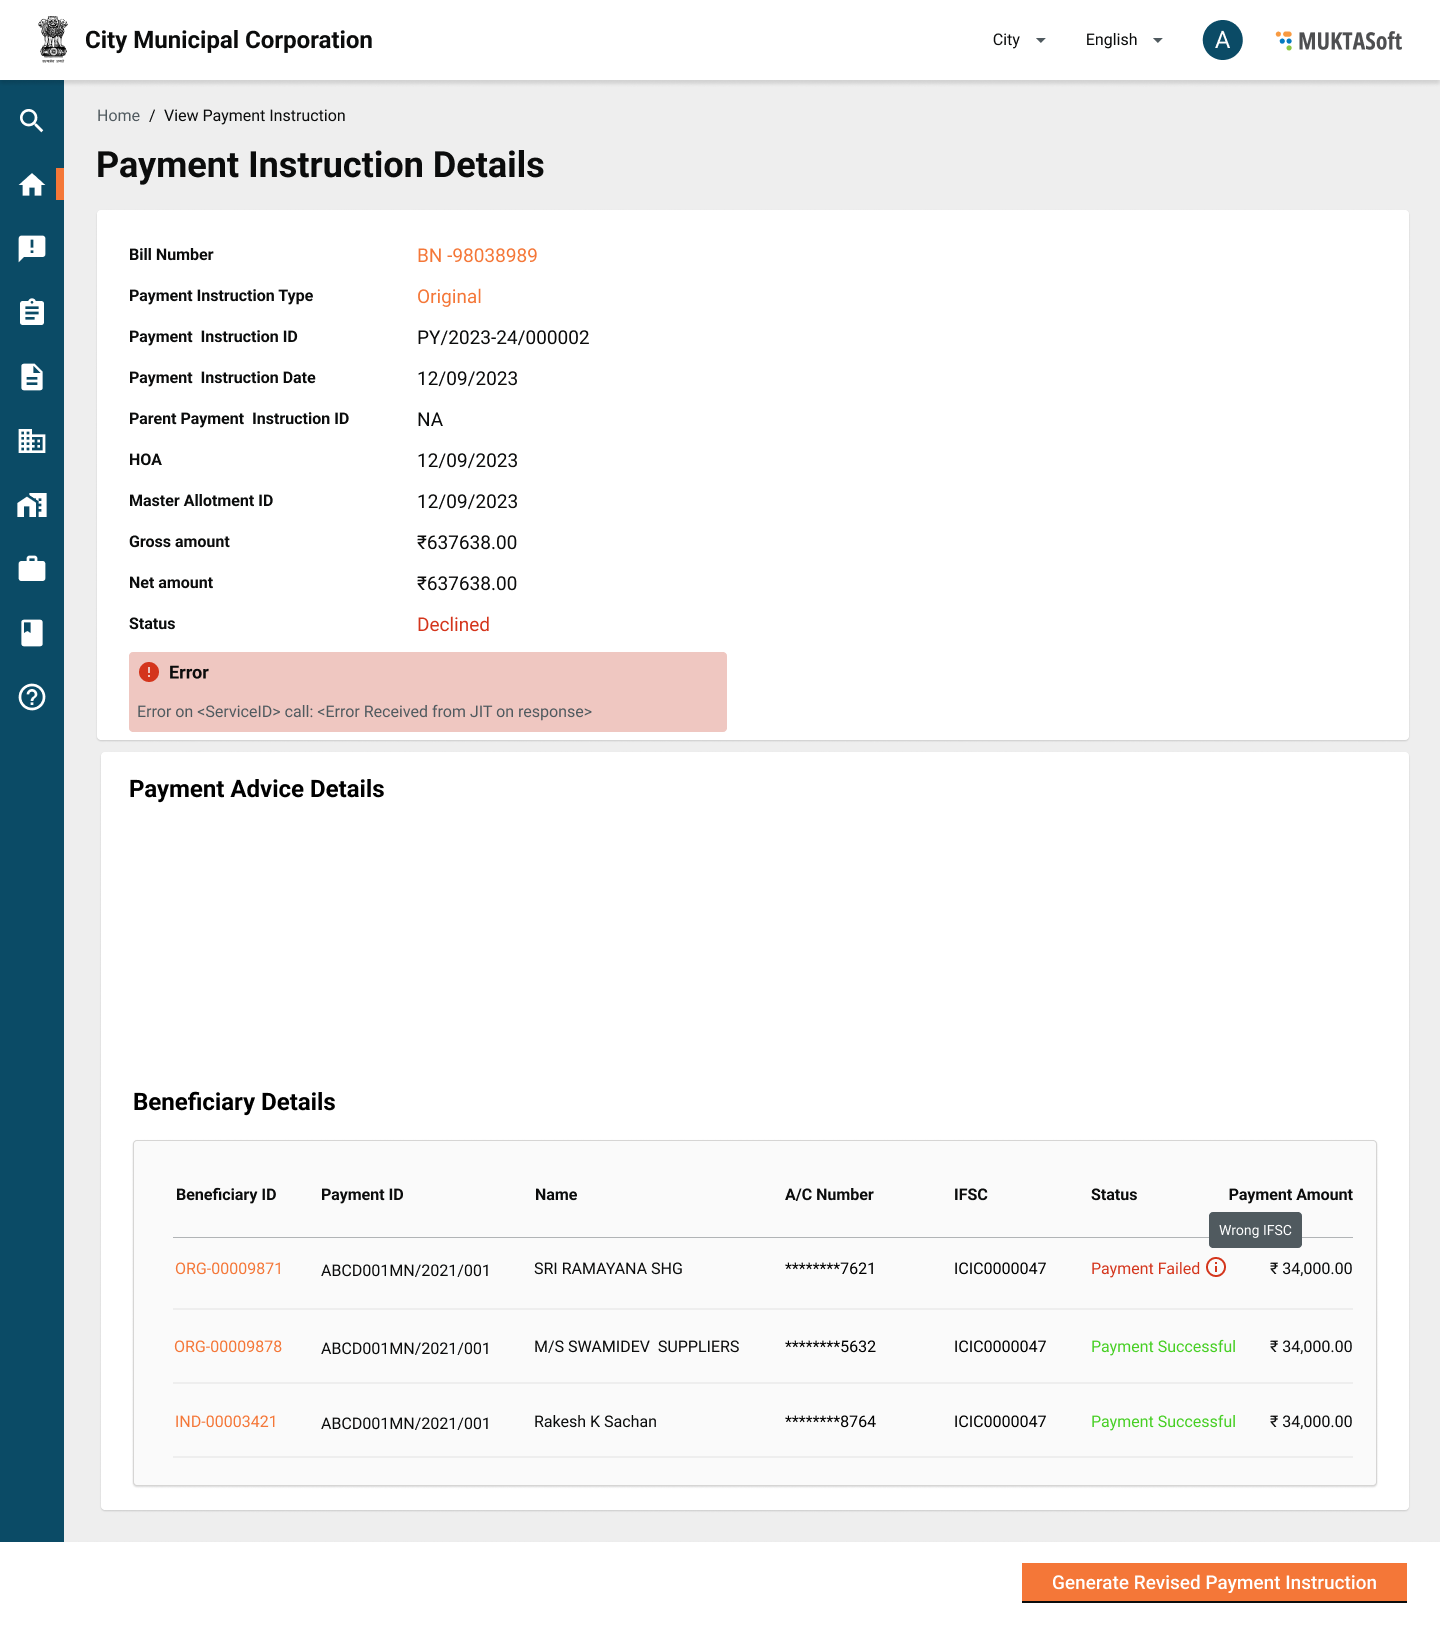 City Municipal Corporation
City
English
A
MUKTASoft
Home / View Payment Instruction
Payment Instruction Details
Bill Number BN -98038989
Payment Instruction Type Original
Payment Instruction ID PY/2023-24/000002
Payment Instruction Date 12/09/2023
Parent Payment Instruction ID NA
HOA 12/09/2023
Master Allotment ID 12/09/2023
Gross amount ₹637638.00
Net amount ₹637638.00
Status Declined
Error
Error on <ServiceID> call: <Error Received from JIT on response>
Payment Advice Details
Beneficiary Details
Beneficiary ID Payment ID Name A/C Number IFSC Status Payment Amount
Wrong IFSC
ORG-00009871 ABCD001MN/2021/001 SRI RAMAYANA SHG ********7621 ICIC0000047 Payment Failed ₹ 34,000.00
ORG-00009878 ABCD001MN/2021/001 M/S SWAMIDEV SUPPLIERS ********5632 ICIC0000047 Payment Successful ₹ 34,000.00
IND-00003421 ABCD001MN/2021/001 Rakesh K Sachan ********8764 ICIC0000047 Payment Successful ₹ 34,000.00
Generate Revised Payment Instruction